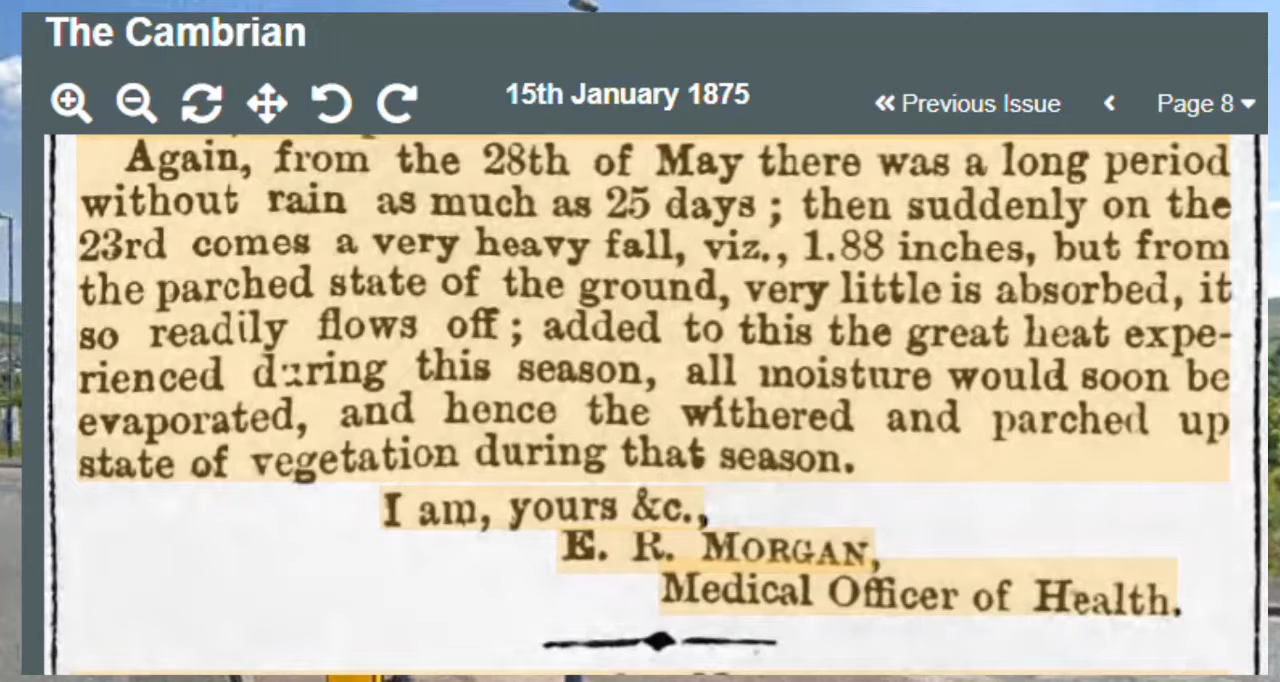 The Cambrian
15th January 1875
Previous Issue
Page 8
Again, from the 28th of May there was a long period
without rain as much as 25 days ; then suddenly on the
23rd comes a very heavy fall, viz., 1.88 inches, but from
the parched state of the ground, very little is absorbed, it
so readily flows off ; added to this the great heat expe-
rienced during this season, all moisture would soon be
evaporated, and hence the withered and parched up
state of vegetation during that season.
I am, yours &c.,
E. R. MORGAN,
Medical Officer of Health.